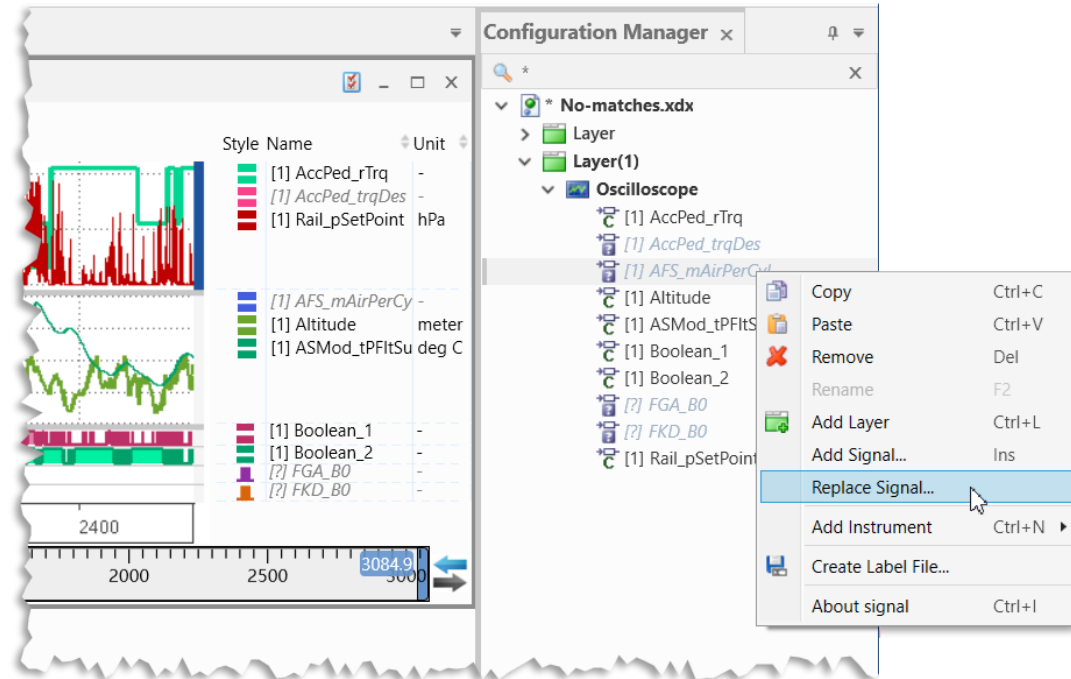 Configuration Manager
*
* No-matches.xdx
Layer
Layer(1)
Oscilloscope
[1] AccPed_rTrq
[1] AccPed_trqDes
[1] AFS_mAirPerCyl
[1] Altitude
[1] ASMod_tPFltS
[1] Boolean_1
[1] Boolean_2
[?] FGA_B0
[?] FKD_B0
[1] Rail_pSetPoint
Style Name Unit
[1] AccPed_rTrq -
[1] AccPed_trqDes -
[1] Rail_pSetPoint hPa
[1] AFS_mAirPerCy -
[1] Altitude meter
[1] ASMod_tPFltSu deg C
[1] Boolean_1 -
[1] Boolean_2 -
[?] FGA_B0 -
[?] FKD_B0 -
2400
3084.9
2000 2500 3000
Copy Ctrl+C
Paste Ctrl+V
Remove Del
Rename F2
Add Layer Ctrl+L
Add Signal... Ins
Replace Signal...
Add Instrument Ctrl+N
Create Label File...
About signal Ctrl+I